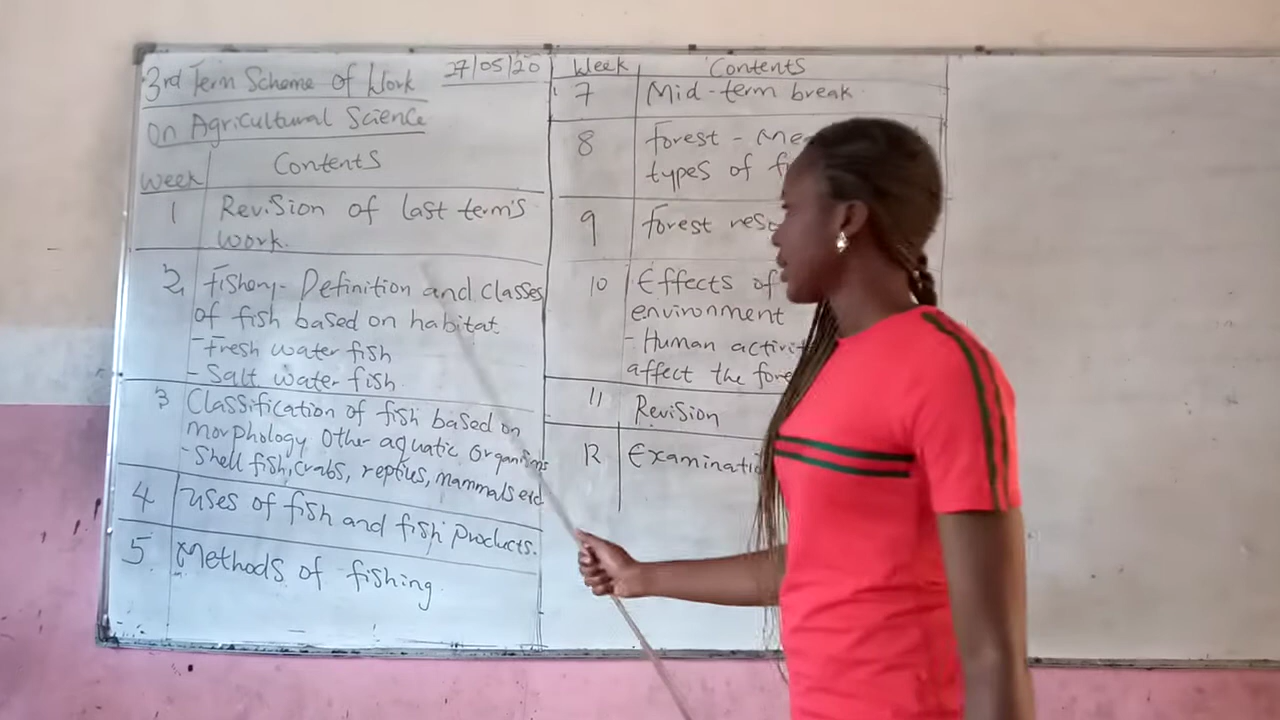 3rd Term Scheme of Work 27/05/20
On Agricultural Science
Week Contents
1 Revision of last term's
work.
2 Fishery - Definition and classes
of fish based on habitat
- Fresh water fish
- Salt water fish
3 Classification of fish based on
morphology other aquatic organisms
- Shell fish, crabs, reptiles, mammals etc
4 Uses of fish and fish products.
5 Methods of fishing
Week Contents
7 Mid-term break
8 forest -
types of
9 forest
10 Effects of
environment
- Human
affect the
11 Revision
12